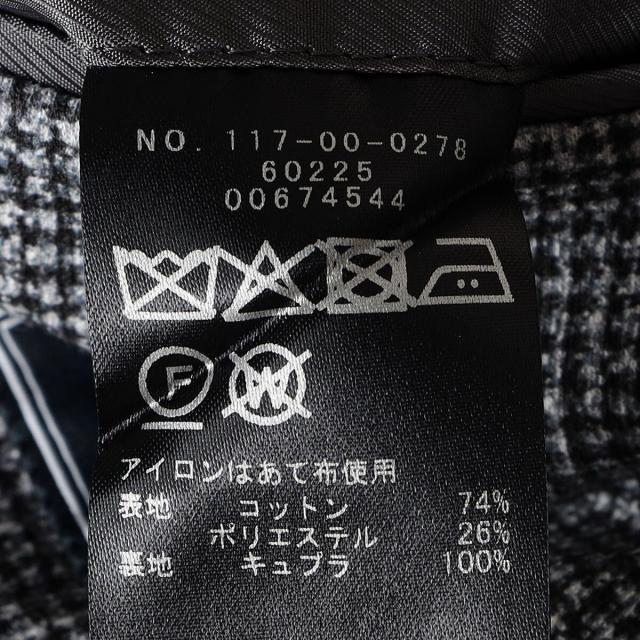 NO. 117-00-0278
60225
00674544
F W
アイロンはあて布使用
表地 コットン 74%
ポリエステル 26%
裏地 キュプラ 100%